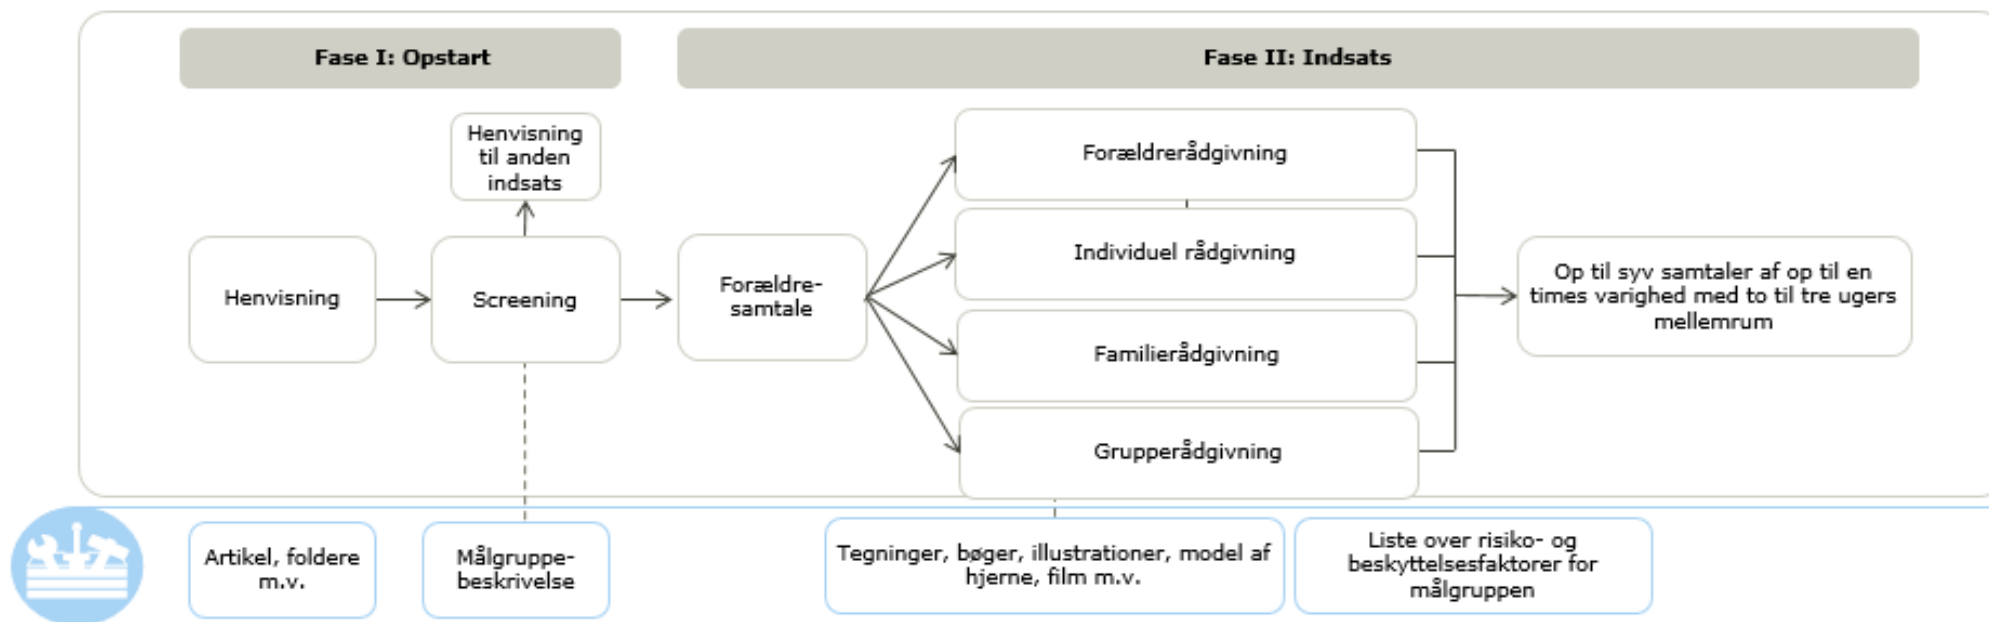 Fase I: Opstart
Fase II: Indsats
Henvisning
til anden
indsats
Henvisning
Screening
Forældre-
samtale
Forældrerådgivning
Individuel rådgivning
Familierådgivning
Grupperådgivning
Op til syv samtaler af op til en
times varighed med to til tre ugers
mellemrum
Artikel, foldere
m.v.
Målgruppe-
beskrivelse
Tegninger, bøger, illustrationer, model af
hjerne, film m.v.
Liste over risiko- og
beskyttelsesfaktorer for
målgruppen